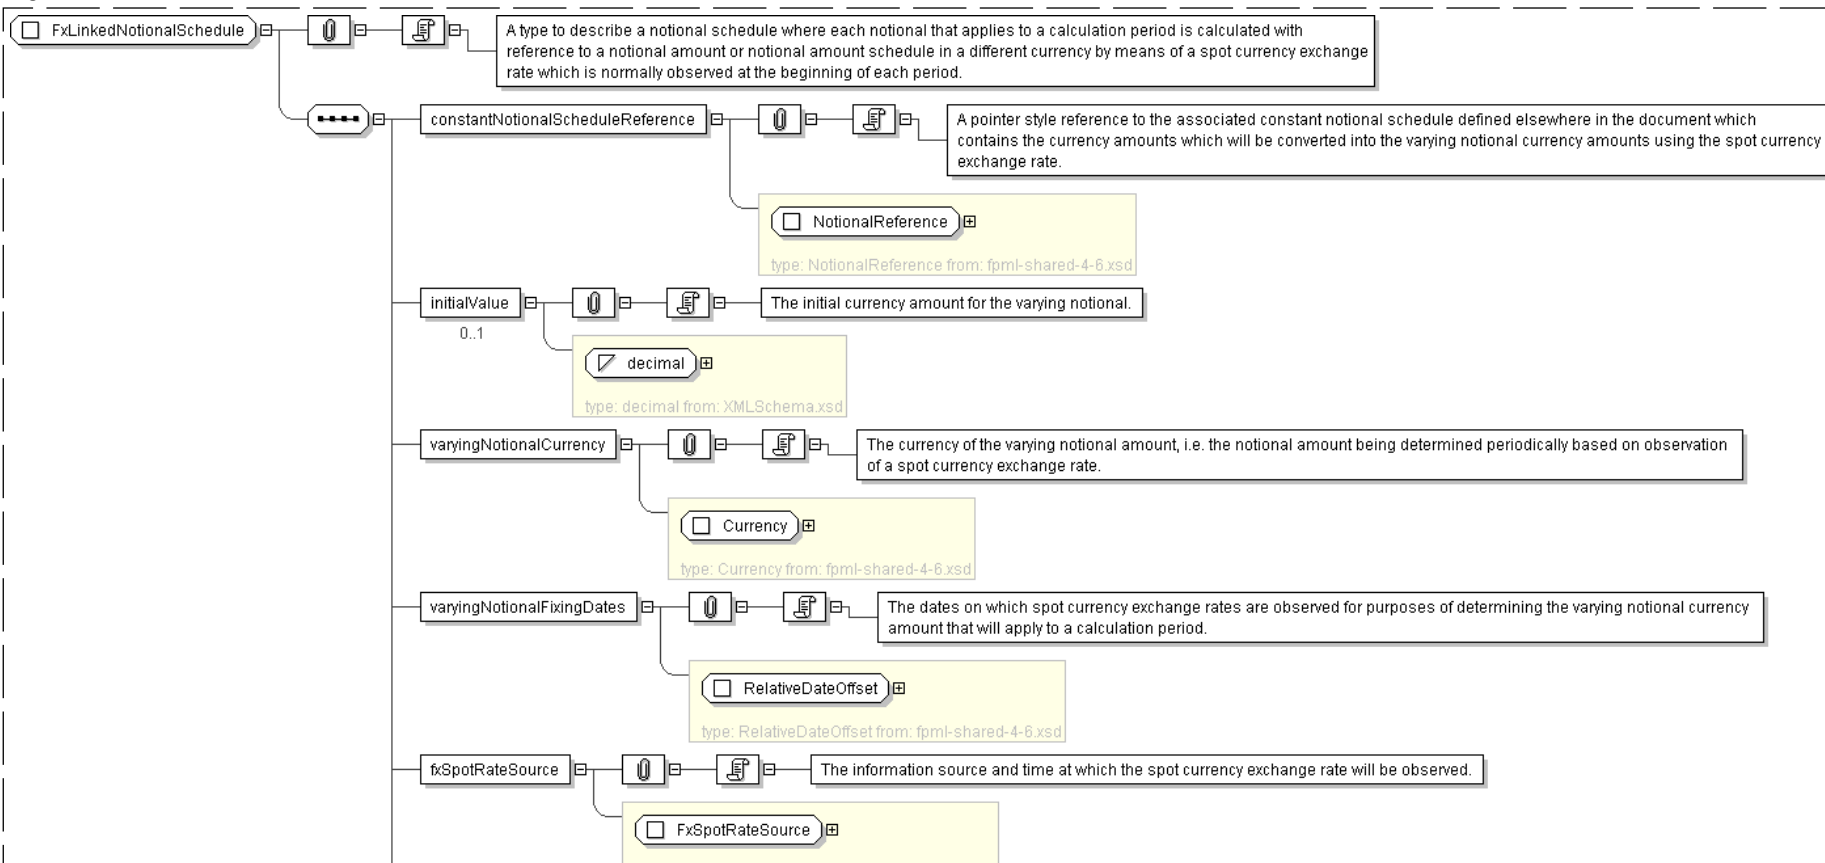 FxLinkedNotionalSchedule
A type to describe a notional schedule where each notional that applies to a calculation period is calculated with
reference to a notional amount or notional amount schedule in a different currency by means of a spot currency exchange
rate which is normally observed at the beginning of each period.
constantNotionalScheduleReference
A pointer style reference to the associated constant notional schedule defined elsewhere in the document which
contains the currency amounts which will be converted into the varying notional currency amounts using the spot currency
exchange rate.
NotionalReference
type: NotionalReference from: fpml-shared-4-6.xsd
initialValue
The initial currency amount for the varying notional.
0..1
decimal
type: decimal from: XMLSchema.xsd
varyingNotionalCurrency
The currency of the varying notional amount, i.e. the notional amount being determined periodically based on observation
of a spot currency exchange rate.
Currency
type: Currency from: fpml-shared-4-6.xsd
varyingNotionalFixingDates
The dates on which spot currency exchange rates are observed for purposes of determining the varying notional currency
amount that will apply to a calculation period.
RelativeDateOffset
type: RelativeDateOffset from: fpml-shared-4-6.xsd
fxSpotRateSource
The information source and time at which the spot currency exchange rate will be observed.
FxSpotRateSource